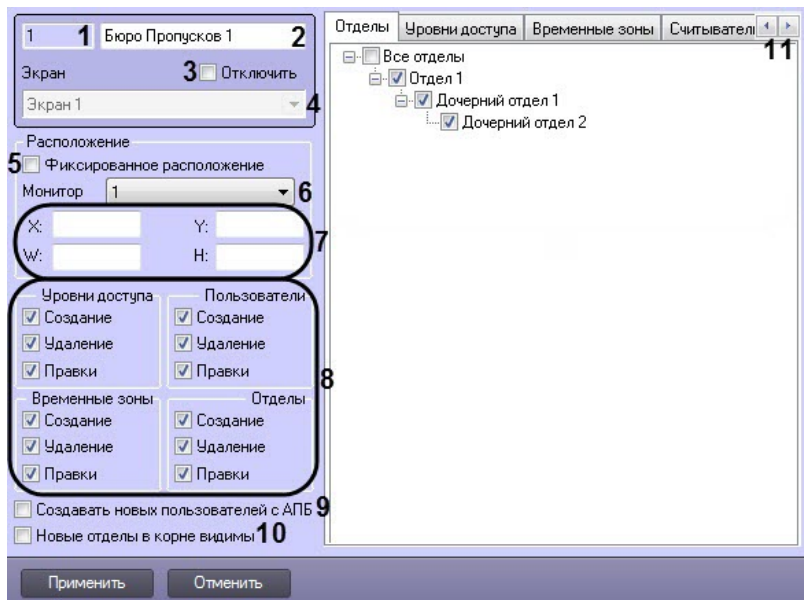 1 1 Бюро Пропусков 1 2
Экран 3 Отключить
Экран 1 4
Расположение
5 Фиксированное расположение
Монитор 1 6
X: Y: 7
W: H:
Уровни доступа Пользователи
Создание Создание
Удаление Удаление
Правки Правки
8
Временные зоны Отделы
Создание Создание
Удаление Удаление
Правки Правки
Создавать новых пользователей с АПБ 9
Новые отделы в корне видимы 10
Отделы Уровни доступа Временные зоны Считывател
11
Все отделы
Отдел 1
Дочерний отдел 1
Дочерний отдел 2
Применить Отменить